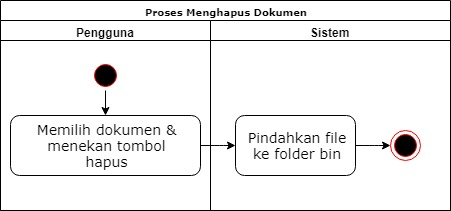 Proses Menghapus Dokumen
Pengguna
Sistem
Memilih dokumen &
menekan tombol
hapus
Pindahkan file
ke folder bin